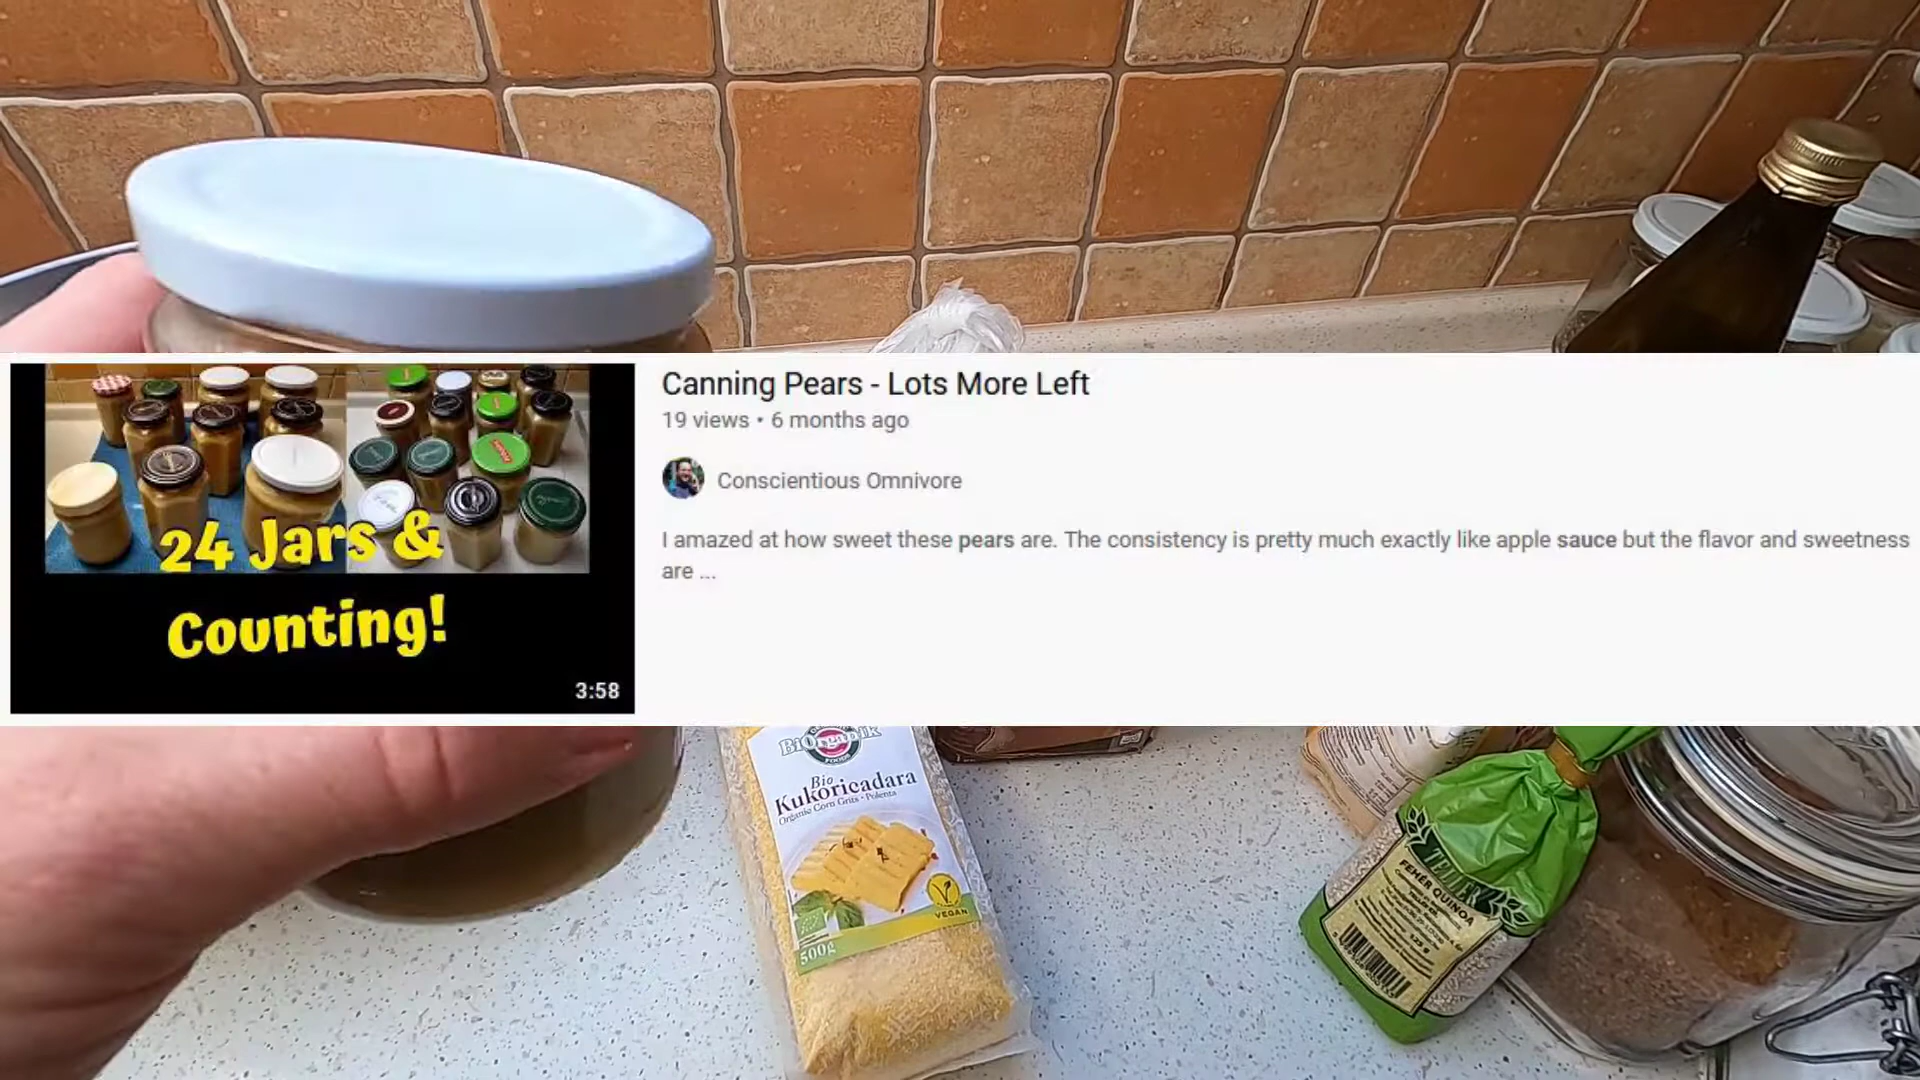 Canning Pears - Lots More Left
19 views • 6 months ago
Conscientious Omnivore
I amazed at how sweet these pears are. The consistency is pretty much exactly like apple sauce but the flavor and sweetness
are ...
24 Jars &
Counting!
3:58
BiOrganik
FOODS
Bio
Kukoricadara
Organic Corn Grits - Polenta
VEGAN
500g
FEHÉR QUINOA